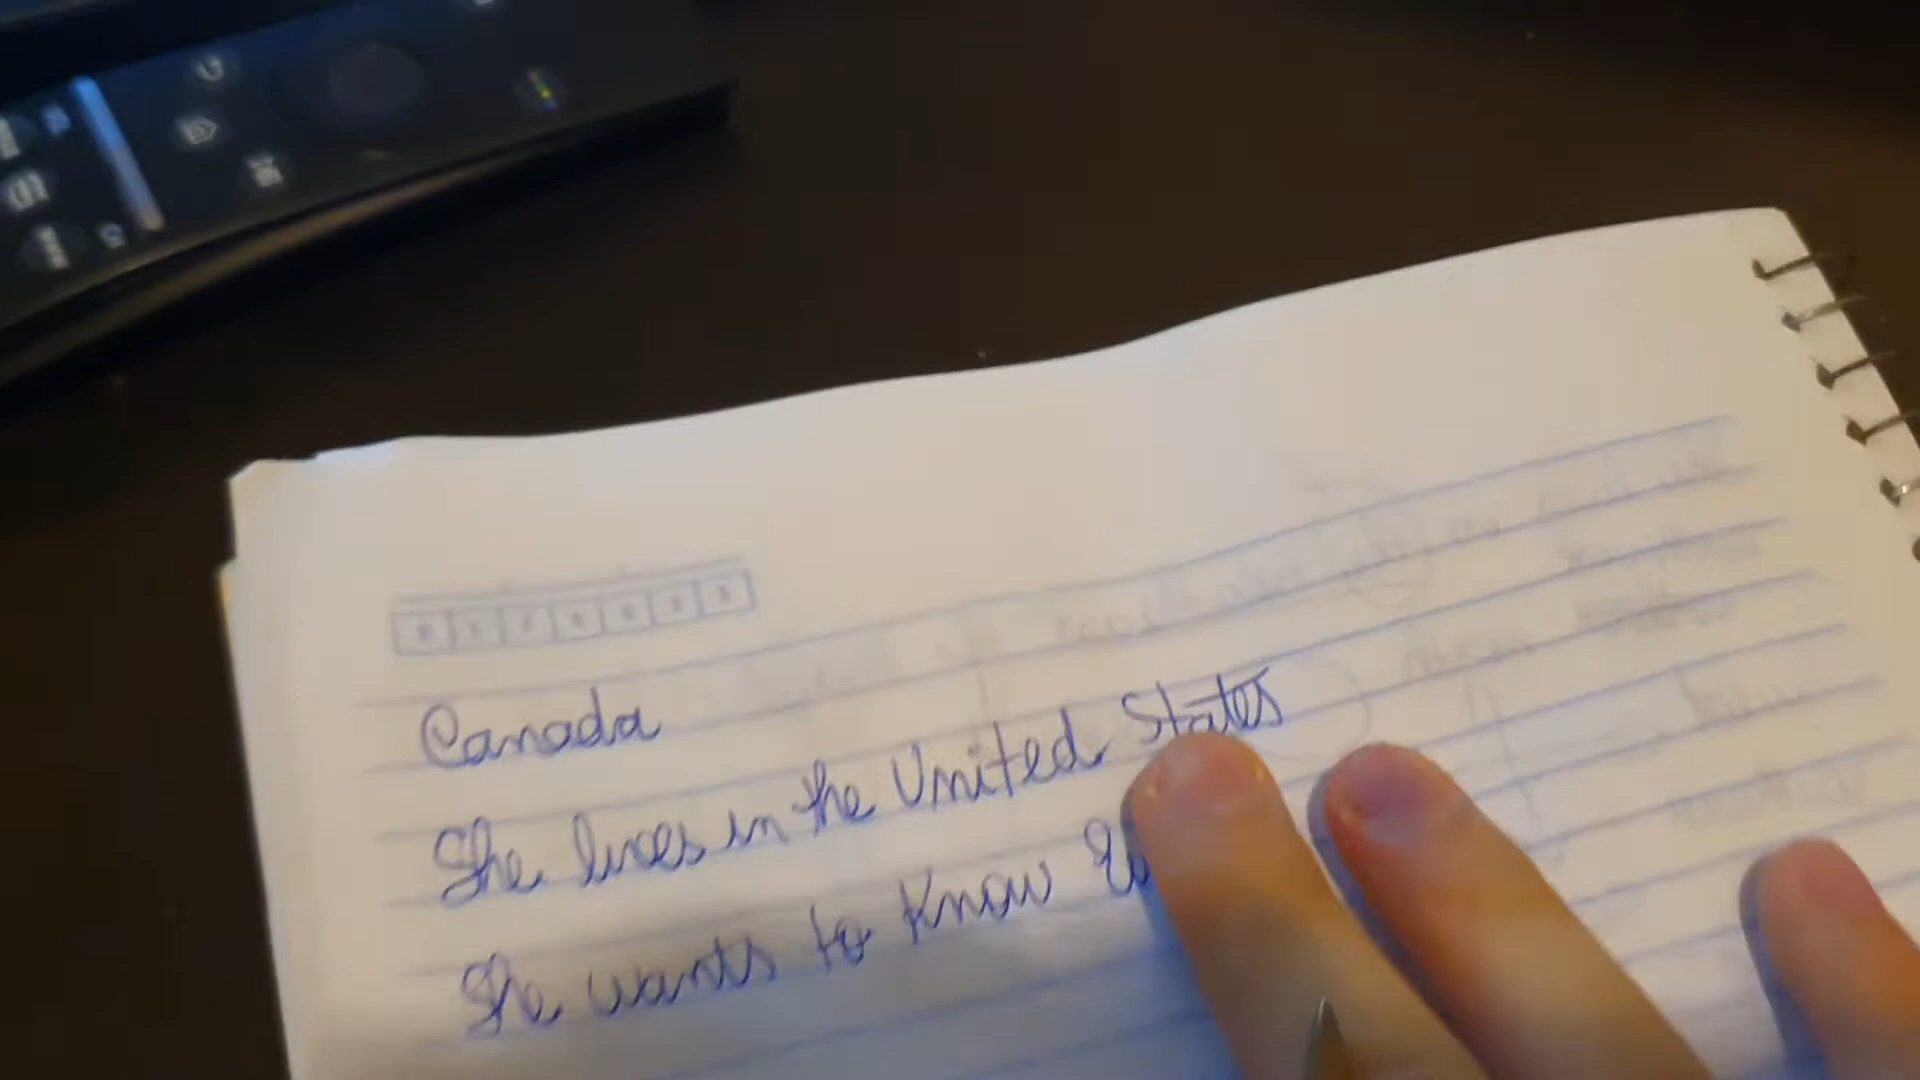 Canada
She lives in the United States
She wants to Know